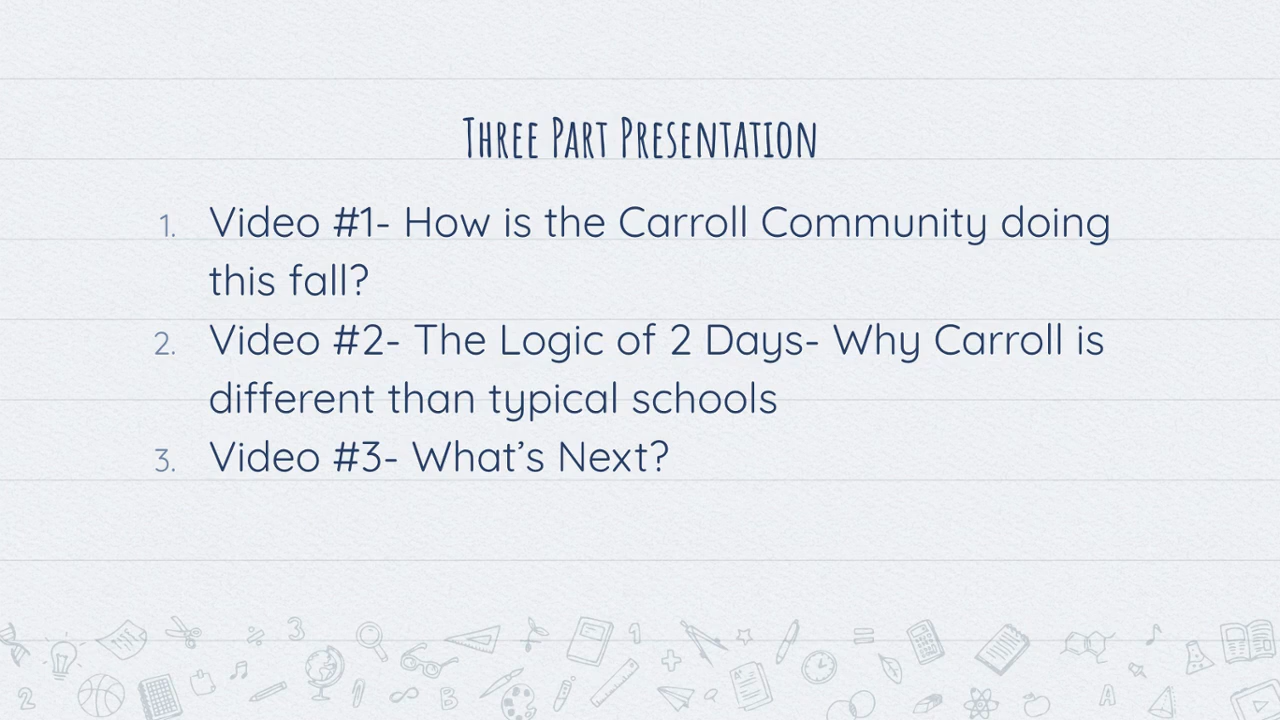 Three Part Presentation
1. Video #1- How is the Carroll Community doing
this fall?
2. Video #2- The Logic of 2 Days- Why Carroll is
different than typical schools
3. Video #3- What’s Next?